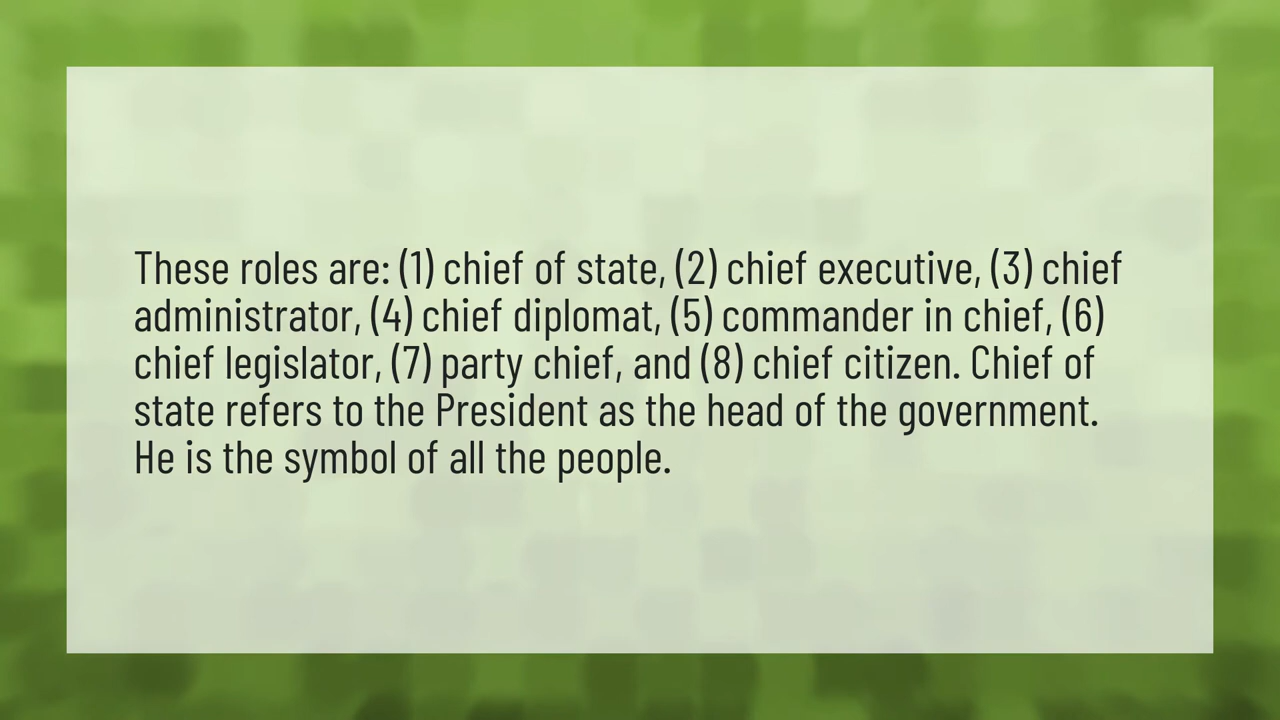 These roles are: (1) chief of state, (2) chief executive, (3) chief
administrator, (4) chief diplomat, (5) commander in chief, (6)
chief legislator, (7) party chief, and (8) chief citizen. Chief of
state refers to the President as the head of the government.
He is the symbol of all the people.